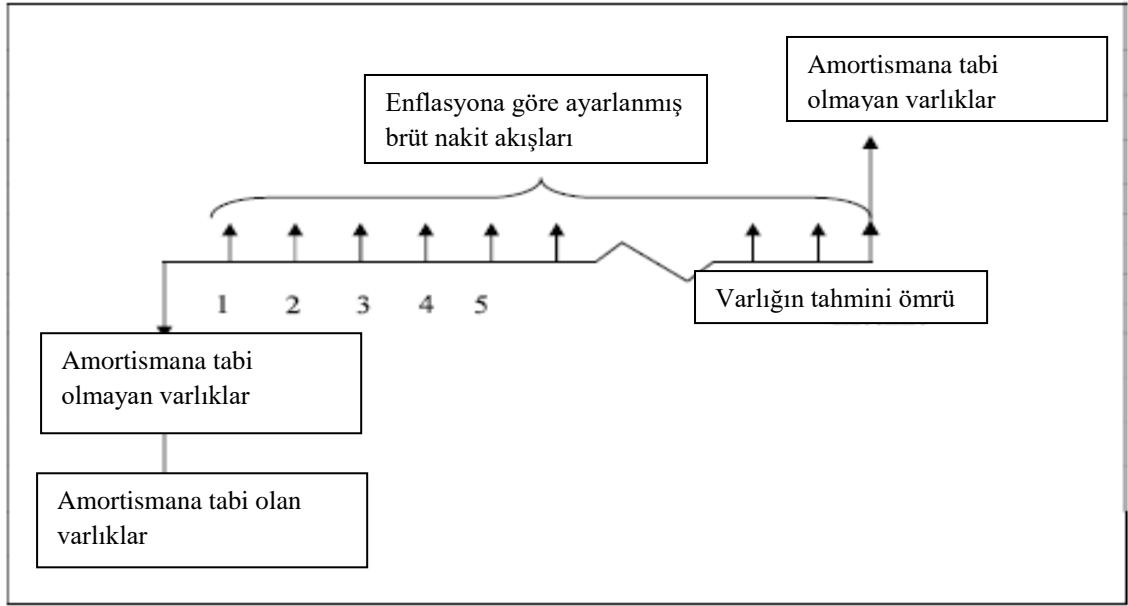 Amortismana tabi
olmayan varlıklar
Enflasyona göre ayarlanmış
brüt nakit akışları
1 2 3 4 5
Varlığın tahmini ömrü
Amortismana tabi
olmayan varlıklar
Amortismana tabi olan
varlıklar